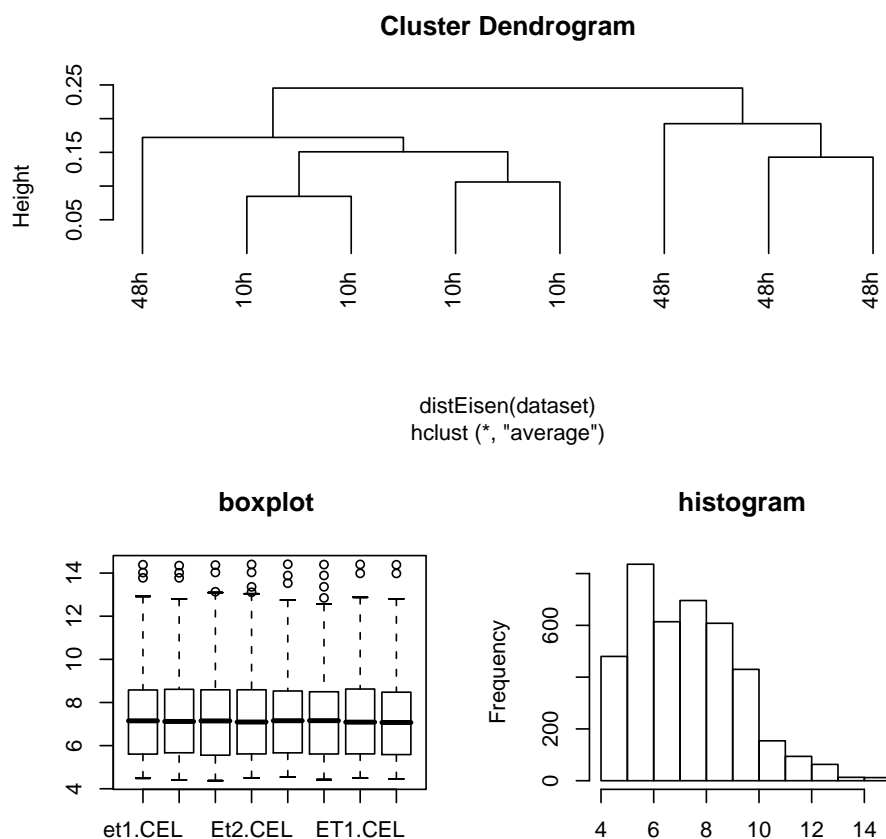 Cluster Dendrogram
Height
0.05 0.15 0.25
48h 10h 10h 10h 10h 48h 48h 48h
distEisen(dataset)
hclust (*, "average")
boxplot
14
12
10
8
6
4
et1.CEL Et2.CEL ET1.CEL
histogram
Frequency
0 200 600
4 6 8 10 12 14